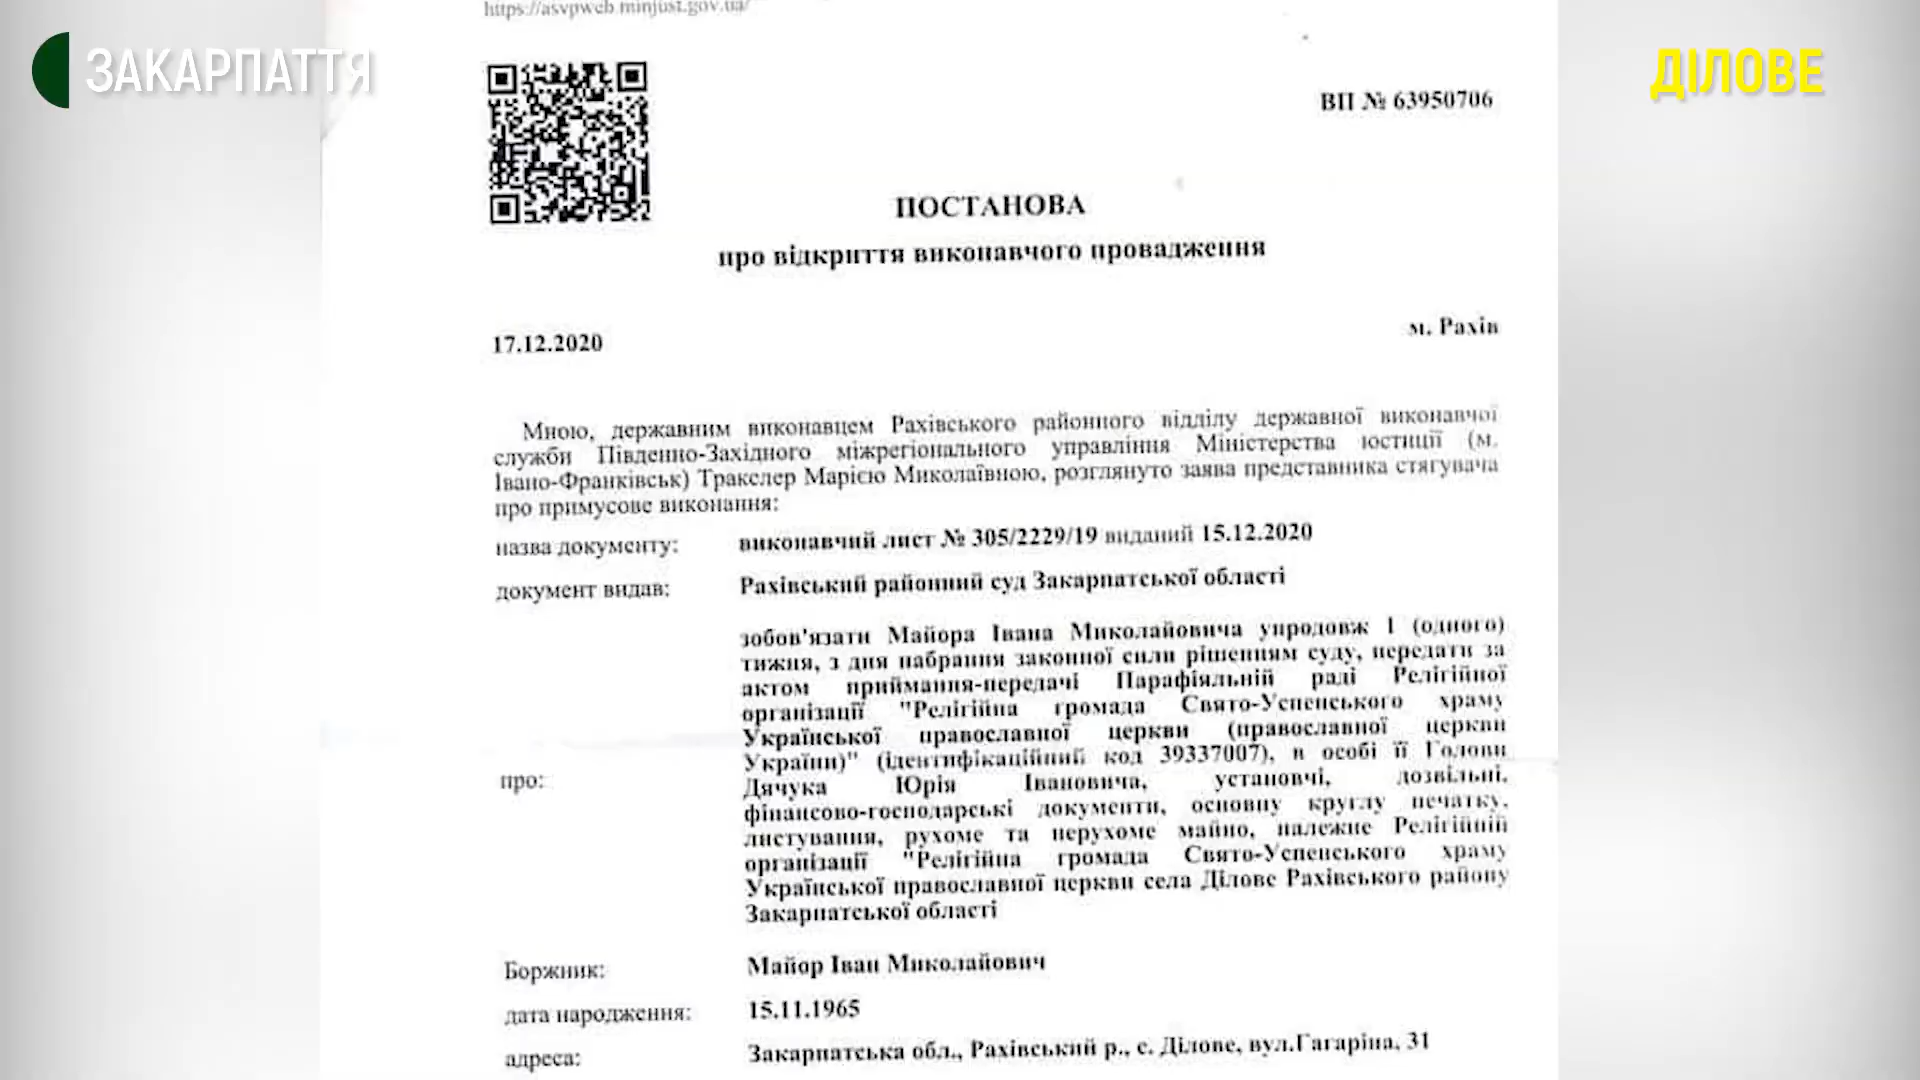 https://asvpweb.minjust.gov.ua/
ЗАКАРПАТТЯ
ДІЛОВЕ
ВП № 63950706
ПОСТАНОВА
про відкриття виконавчого провадження
17.12.2020
м. Рахів
Мною, державним виконавцем Рахівського районного відділу державної виконавчої
служби Південно-Західного міжрегіонального управління Міністерства юстиції (м.
Івано-Франківськ) Тракслер Марією Миколаївною, розглянуто заява представника стягувача
про примусове виконання:
назва документу: виконавчий лист № 305/2229/19 виданий 15.12.2020
документ видав: Рахівський районний суд Закарпатської області
про:
зобов'язати Майора Івана Миколайовича упродовж 1 (одного)
тижня, з дня набрання законної сили рішенням суду, передати за
актом приймання-передачі Парафіяльній раді Релігійної
організації "Релігійна громада Свято-Успенського храму
Української православної церкви (православної церкви
України)" (ідентифікаційний код 39337007), в особі її Голови
Дячука Юрія Івановича, установчі, дозвільні,
фінансово-господарські документи, основну круглу печатку,
листування, рухоме та нерухоме майно, належне Релігійній
організації "Релігійна громада Свято-Успенського храму
Української православної церкви села Ділове Рахівського району
Закарпатської області
Боржник: Майор Іван Миколайович
дата народження: 15.11.1965
адреса: Закарпатська обл., Рахівський р., с. Ділове, вул.Гагаріна, 31